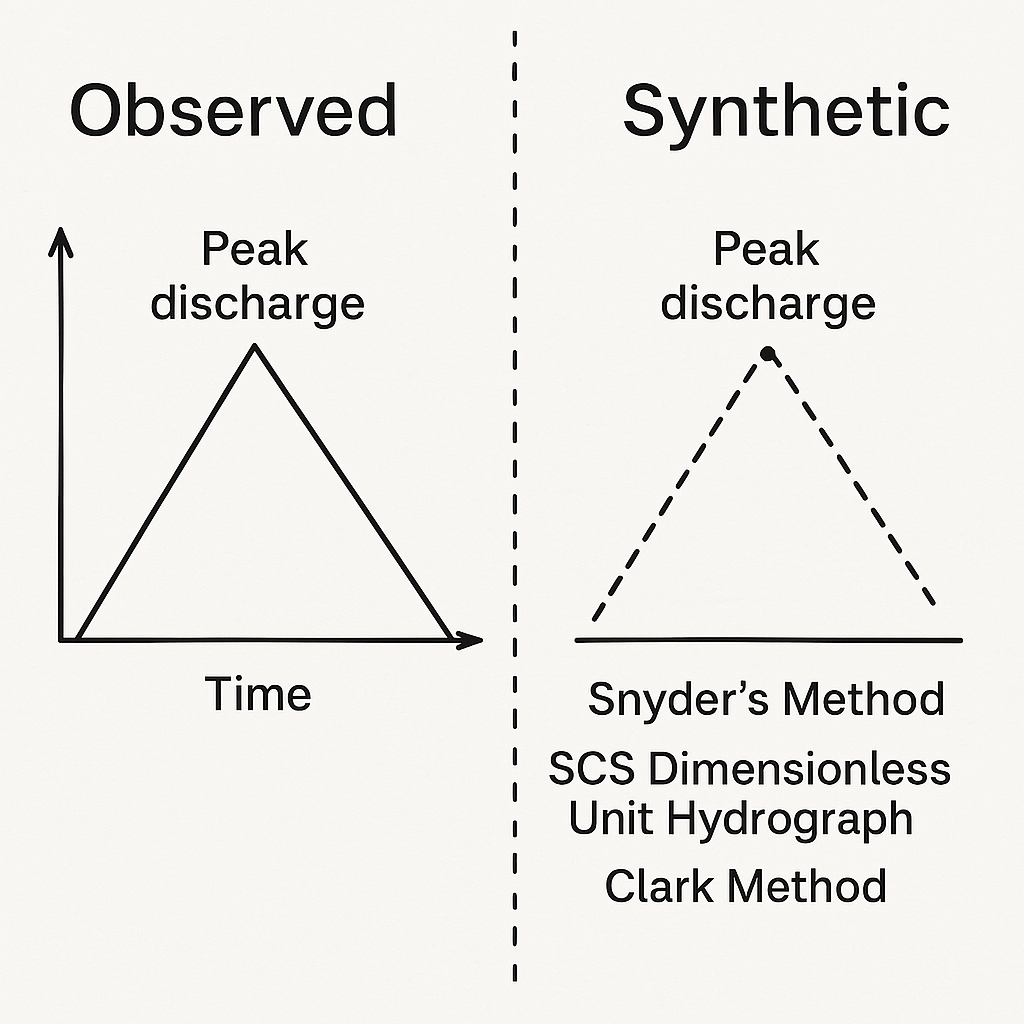 Observed
Peak
discharge
Time
Synthetic
Peak
discharge
Snyder’s Method
SCS Dimensionless
Unit Hydrograph
Clark Method